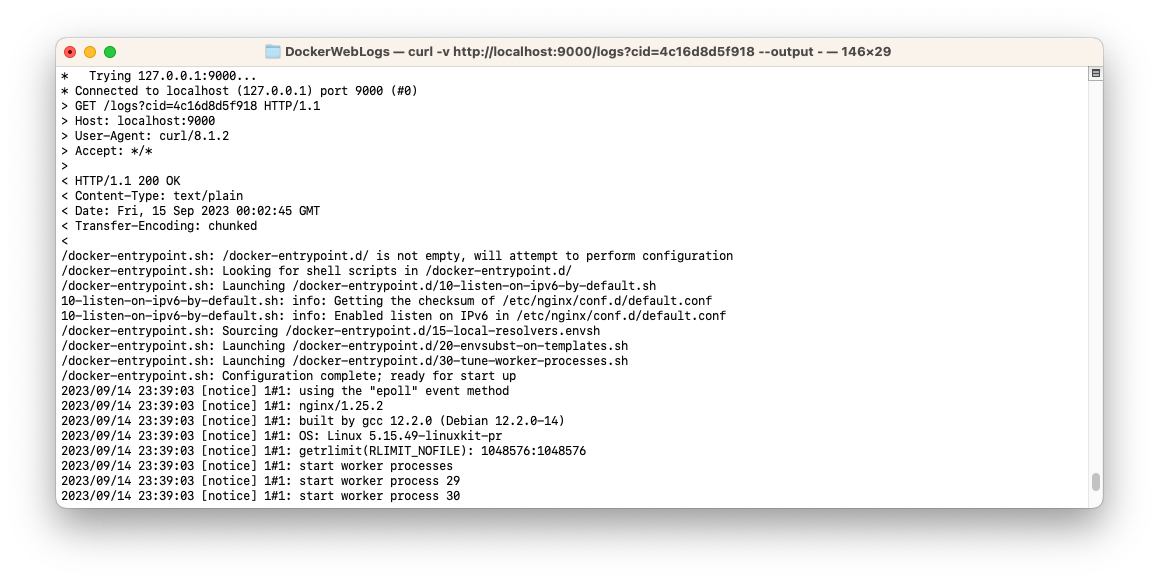 DockerWebLogs — curl -v http://localhost:9000/logs?cid=4c16d8d5f918 --output - — 146×29
*   Trying 127.0.0.1:9000...
* Connected to localhost (127.0.0.1) port 9000 (#0)
> GET /logs?cid=4c16d8d5f918 HTTP/1.1
> Host: localhost:9000
> User-Agent: curl/8.1.2
> Accept: */*
>
< HTTP/1.1 200 OK
< Content-Type: text/plain
< Date: Fri, 15 Sep 2023 00:02:45 GMT
< Transfer-Encoding: chunked
<
/docker-entrypoint.sh: /docker-entrypoint.d/ is not empty, will attempt to perform configuration
/docker-entrypoint.sh: Looking for shell scripts in /docker-entrypoint.d/
/docker-entrypoint.sh: Launching /docker-entrypoint.d/10-listen-on-ipv6-by-default.sh
10-listen-on-ipv6-by-default.sh: info: Getting the checksum of /etc/nginx/conf.d/default.conf
10-listen-on-ipv6-by-default.sh: info: Enabled listen on IPv6 in /etc/nginx/conf.d/default.conf
/docker-entrypoint.sh: Sourcing /docker-entrypoint.d/15-local-resolvers.envsh
/docker-entrypoint.sh: Launching /docker-entrypoint.d/20-envsubst-on-templates.sh
/docker-entrypoint.sh: Launching /docker-entrypoint.d/30-tune-worker-processes.sh
/docker-entrypoint.sh: Configuration complete; ready for start up
2023/09/14 23:39:03 [notice] 1#1: using the "epoll" event method
2023/09/14 23:39:03 [notice] 1#1: nginx/1.25.2
2023/09/14 23:39:03 [notice] 1#1: built by gcc 12.2.0 (Debian 12.2.0-14)
2023/09/14 23:39:03 [notice] 1#1: OS: Linux 5.15.49-linuxkit-pr
2023/09/14 23:39:03 [notice] 1#1: getrlimit(RLIMIT_NOFILE): 1048576:1048576
2023/09/14 23:39:03 [notice] 1#1: start worker processes
2023/09/14 23:39:03 [notice] 1#1: start worker process 29
2023/09/14 23:39:03 [notice] 1#1: start worker process 30